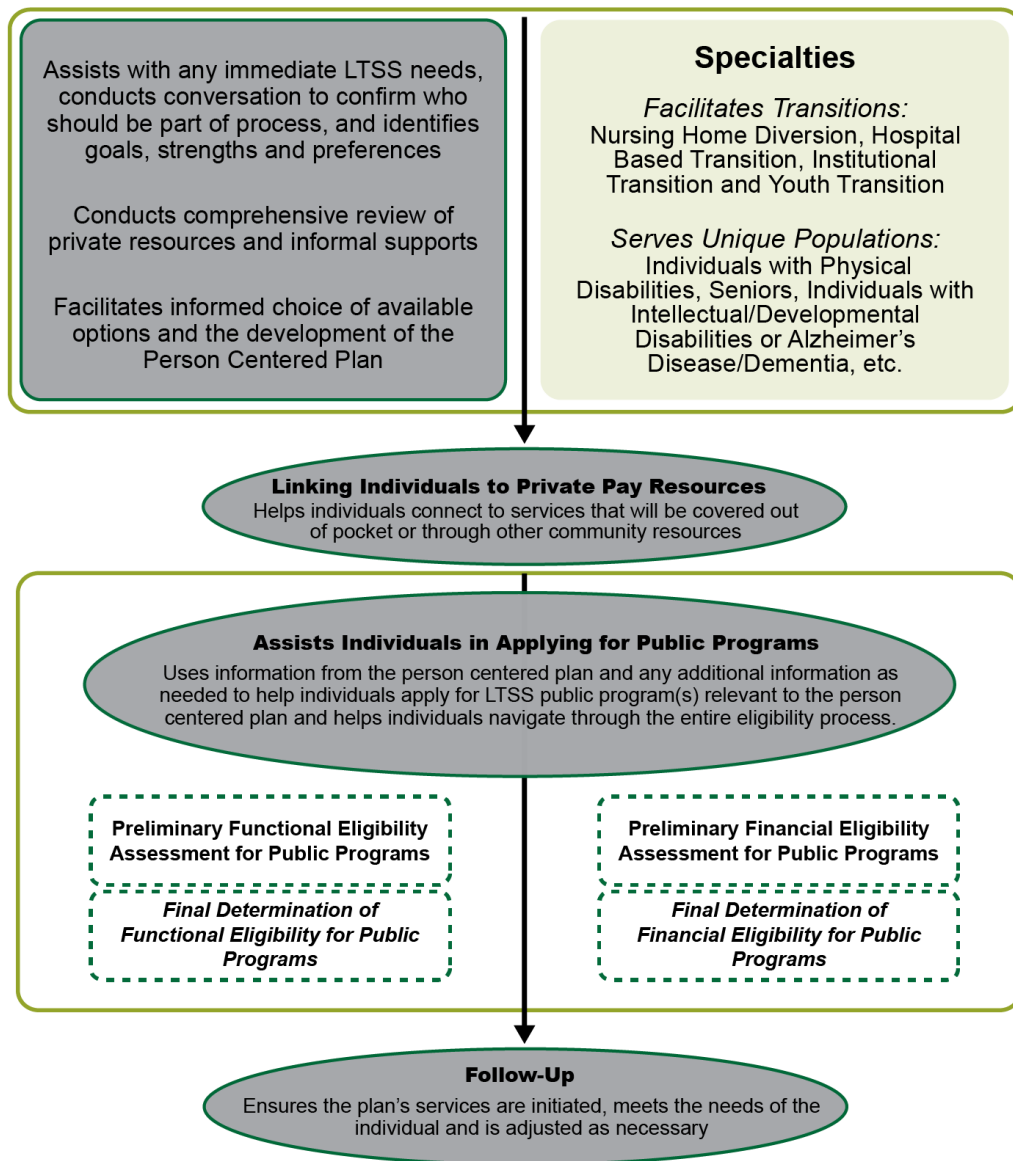 Assists with any immediate LTSS needs,
conducts conversation to confirm who
should be part of process, and identifies
goals, strengths and preferences
Conducts comprehensive review of
private resources and informal supports
Facilitates informed choice of available
options and the development of the
Person Centered Plan
Specialties
Facilitates Transitions:
Nursing Home Diversion, Hospital
Based Transition, Institutional
Transition and Youth Transition
Serves Unique Populations:
Individuals with Physical
Disabilities, Seniors, Individuals with
Intellectual/Developmental
Disabilities or Alzheimer’s
Disease/Dementia, etc.
Linking Individuals to Private Pay Resources
Helps individuals connect to services that will be covered out
of pocket or through other community resources
Assists Individuals in Applying for Public Programs
Uses information from the person centered plan and any additional information as
needed to help individuals apply for LTSS public program(s) relevant to the person
centered plan and helps individuals navigate through the entire eligibility process.
Preliminary Functional Eligibility
Assessment for Public Programs
Final Determination of
Functional Eligibility for Public
Programs
Preliminary Financial Eligibility
Assessment for Public Programs
Final Determination of
Financial Eligibility for Public
Programs
Follow-Up
Ensures the plan’s services are initiated, meets the needs of the
individual and is adjusted as necessary